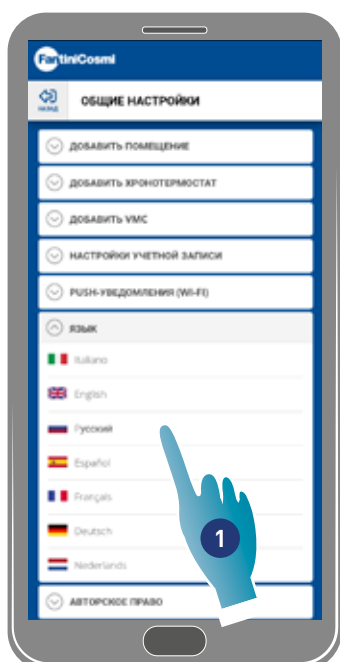 FantiniCosmi
НАЗАД
ОБЩИЕ НАСТРОЙКИ
ДОБАВИТЬ ПОМЕЩЕНИЕ
ДОБАВИТЬ ХРОНОТЕРМОСТАТ
ДОБАВИТЬ VMC
НАСТРОЙКИ УЧЕТНОЙ ЗАПИСИ
PUSH-УВЕДОМЛЕНИЯ (WI-FI)
ЯЗЫК
Italiano
English
Русский
Español
Français
Deutsch
Nederlands
1
АВТОРСКОЕ ПРАВО